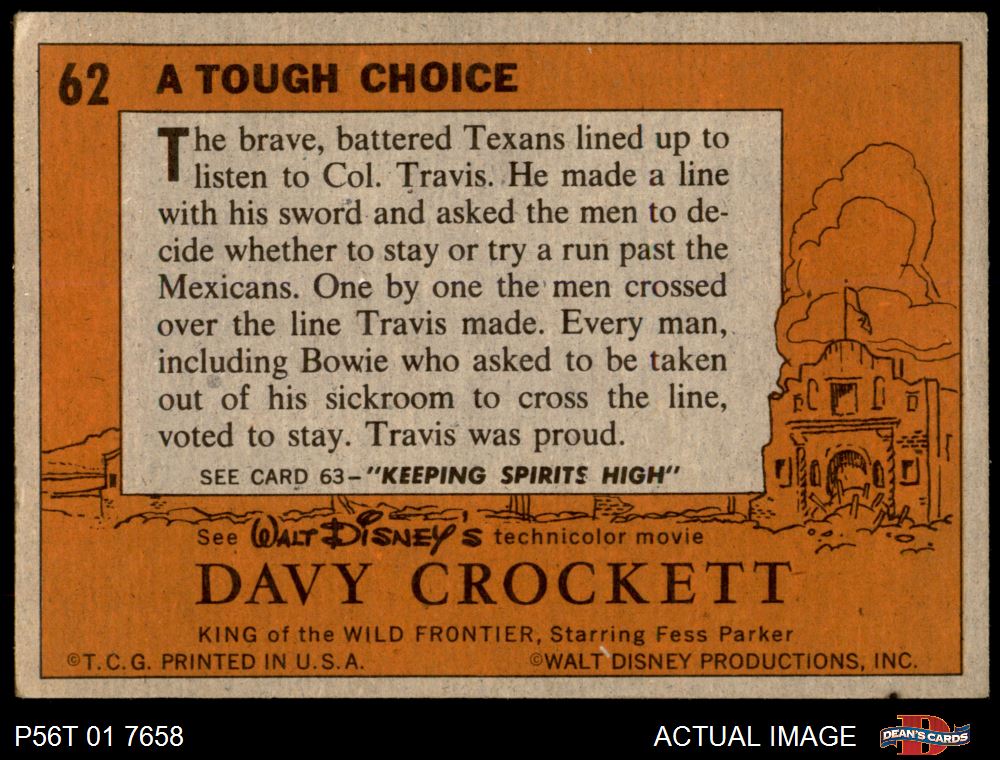 62 A TOUGH CHOICE
The brave, battered Texans lined up to
listen to Col. Travis. He made a line
with his sword and asked the men to de-
cide whether to stay or try a run past the
Mexicans. One by one the men crossed
over the line Travis made. Every man,
including Bowie who asked to be taken
out of his sickroom to cross the line,
voted to stay. Travis was proud.
SEE CARD 63–"KEEPING SPIRITS HIGH"
See WALT DISNEY'S technicolor movie
DAVY CROCKETT
KING of the WILD FRONTIER, Starring Fess Parker
©T.C.G. PRINTED IN U.S.A. ©WALT DISNEY PRODUCTIONS, INC.
P56T 01 7658 ACTUAL IMAGE D DEAN'S CARDS